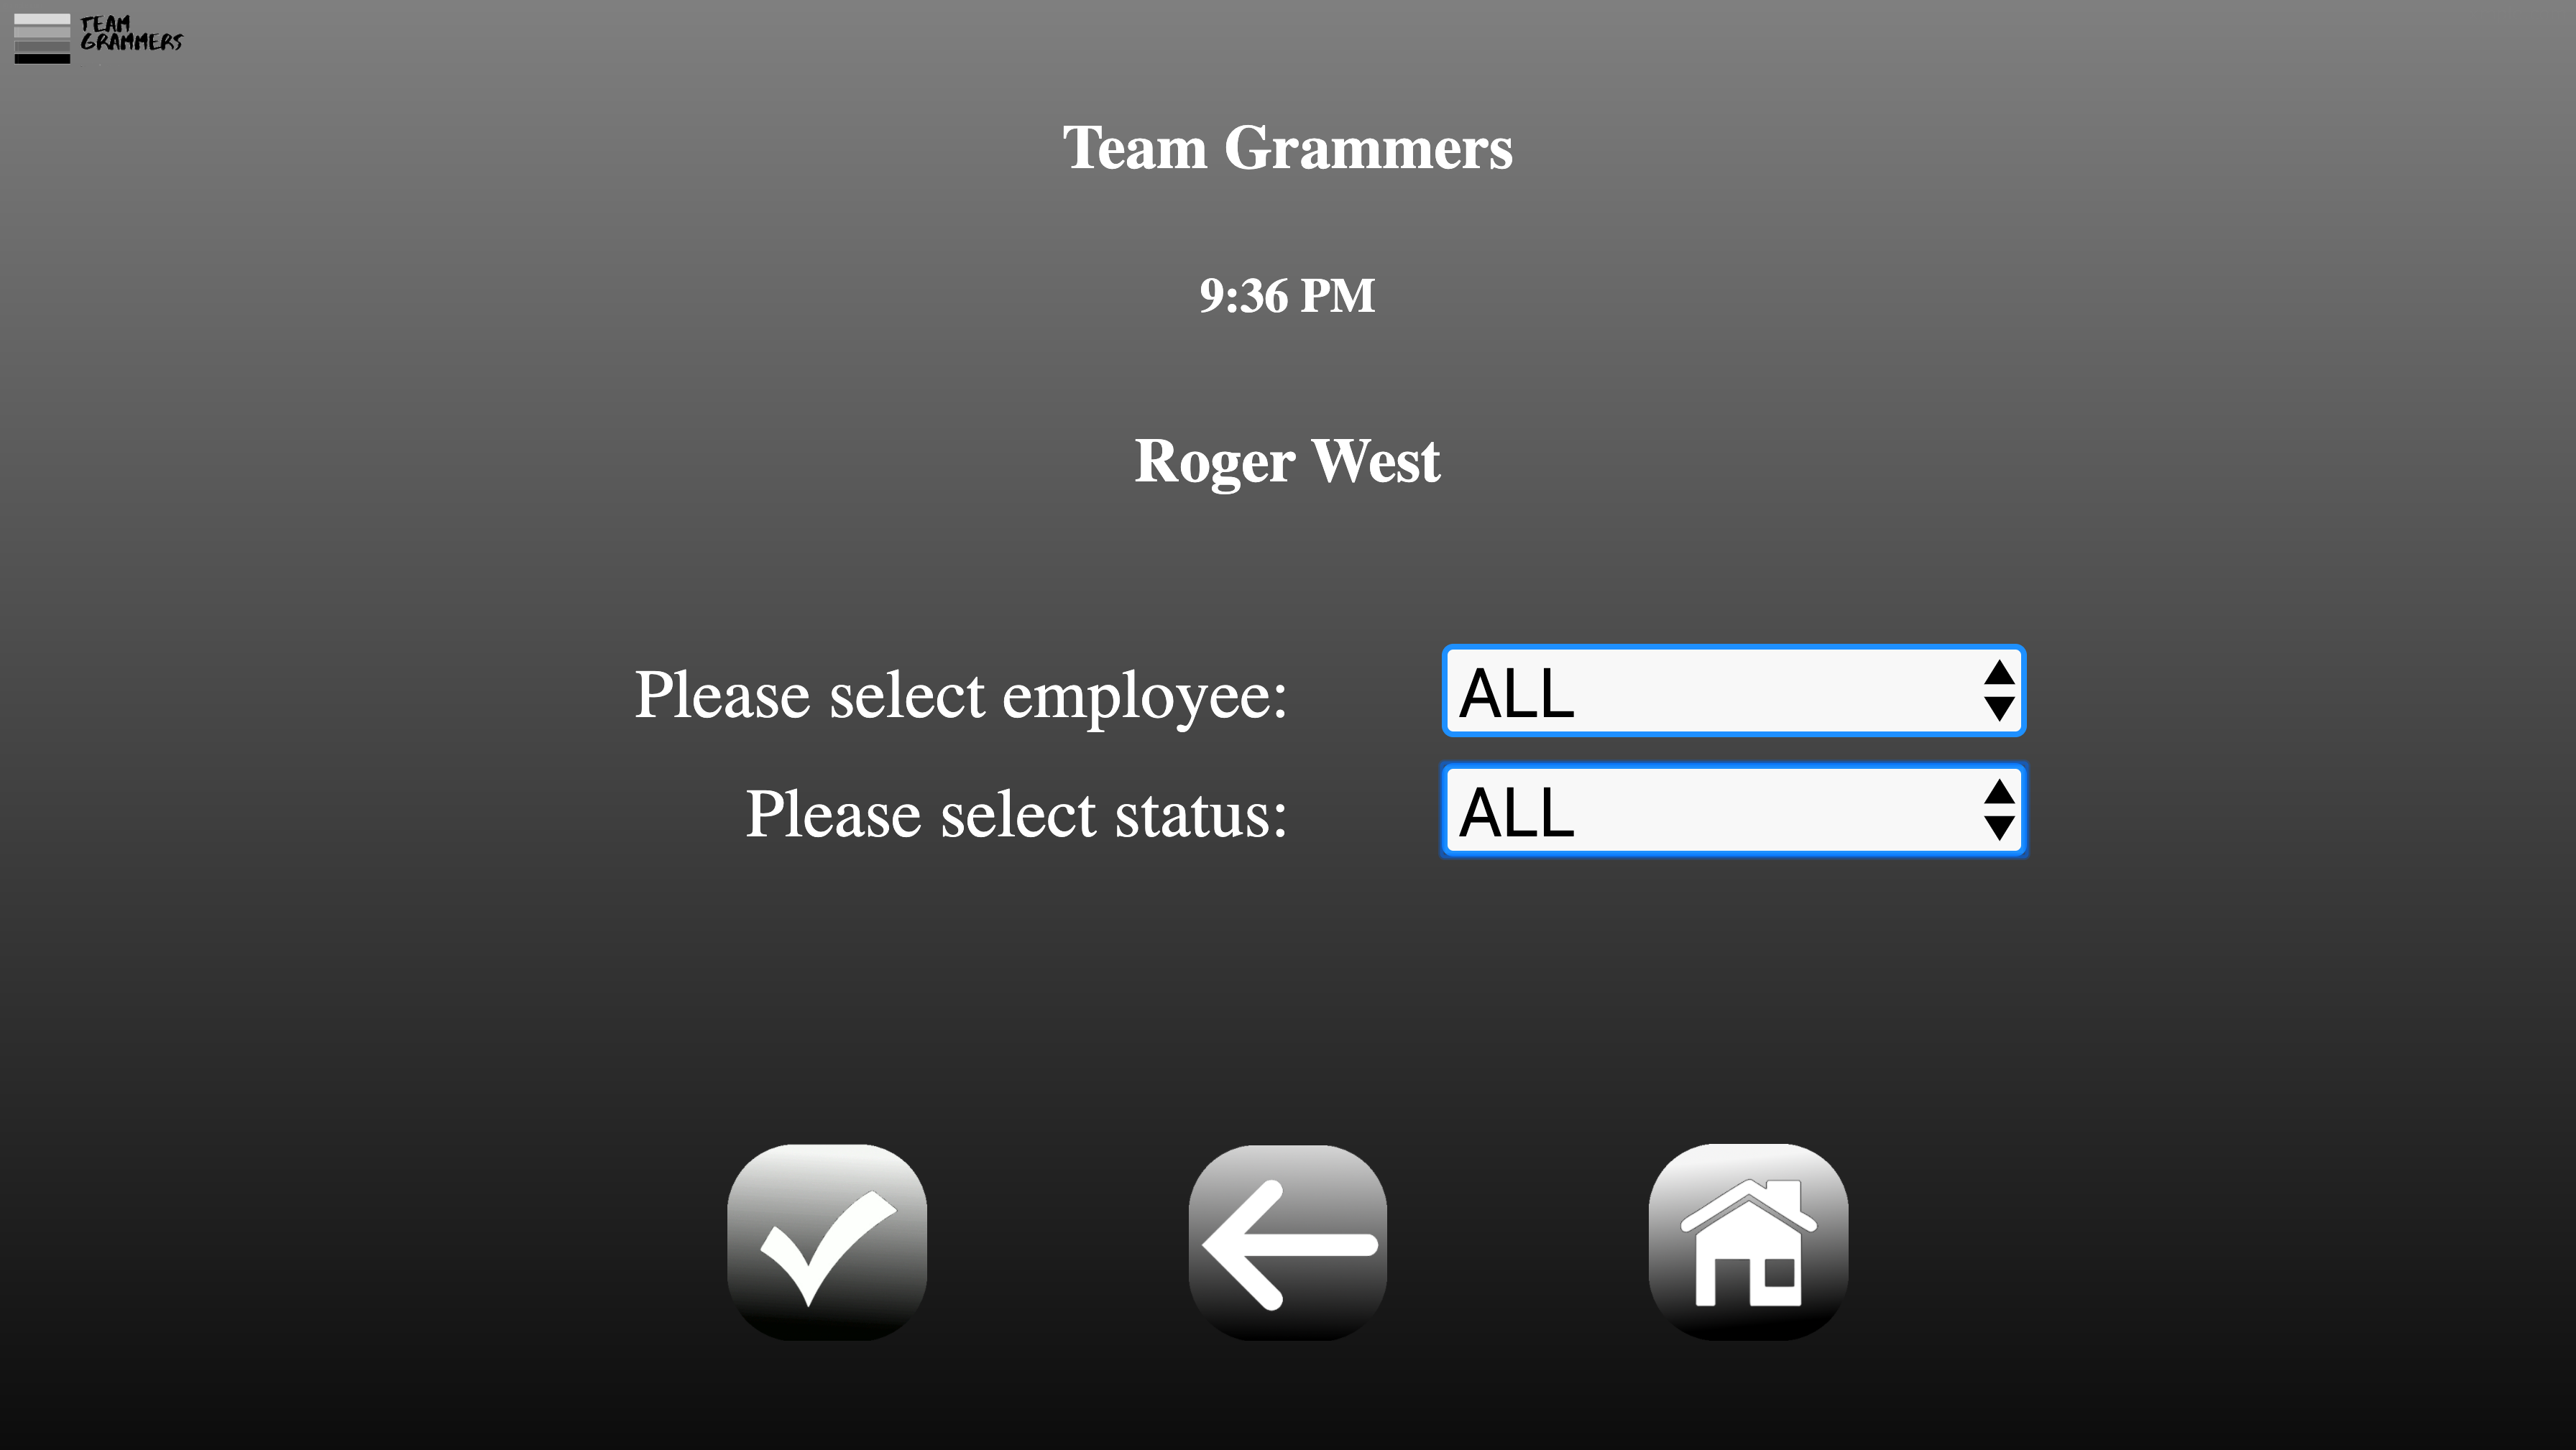 TEAM
GRAMMERS
Team Grammers
9:36 PM
Roger West
Please select employee: ALL
Please select status: ALL